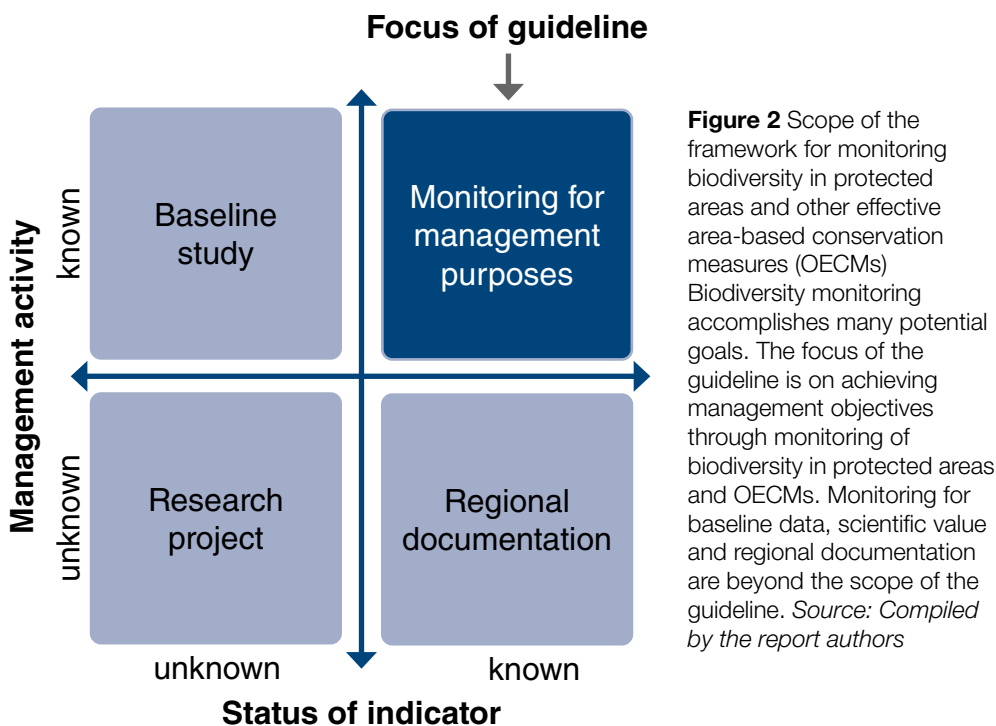 Focus of guideline
Management activity
known
unknown
Baseline
study
Monitoring for
management
purposes
Research
project
Regional
documentation
unknown
known
Status of indicator
Figure 2 Scope of the
framework for monitoring
biodiversity in protected
areas and other effective
area-based conservation
measures (OECMs)
Biodiversity monitoring
accomplishes many potential
goals. The focus of the
guideline is on achieving
management objectives
through monitoring of
biodiversity in protected areas
and OECMs. Monitoring for
baseline data, scientific value
and regional documentation
are beyond the scope of the
guideline. Source: Compiled
by the report authors